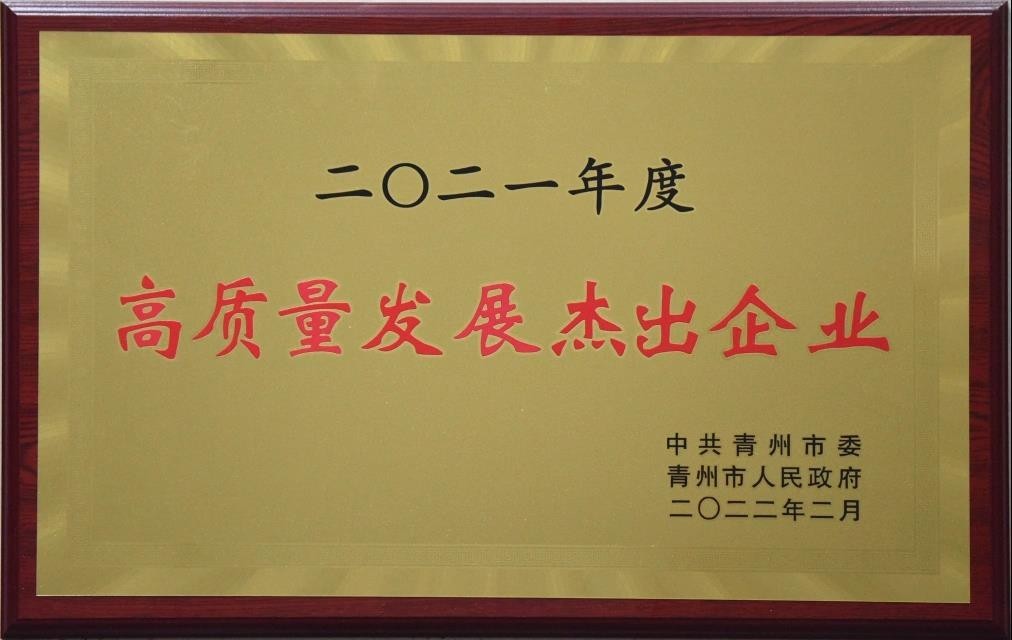 二〇二一年度
高质量发展杰出企业
中共青州市委
青州市人民政府
二〇二二年二月